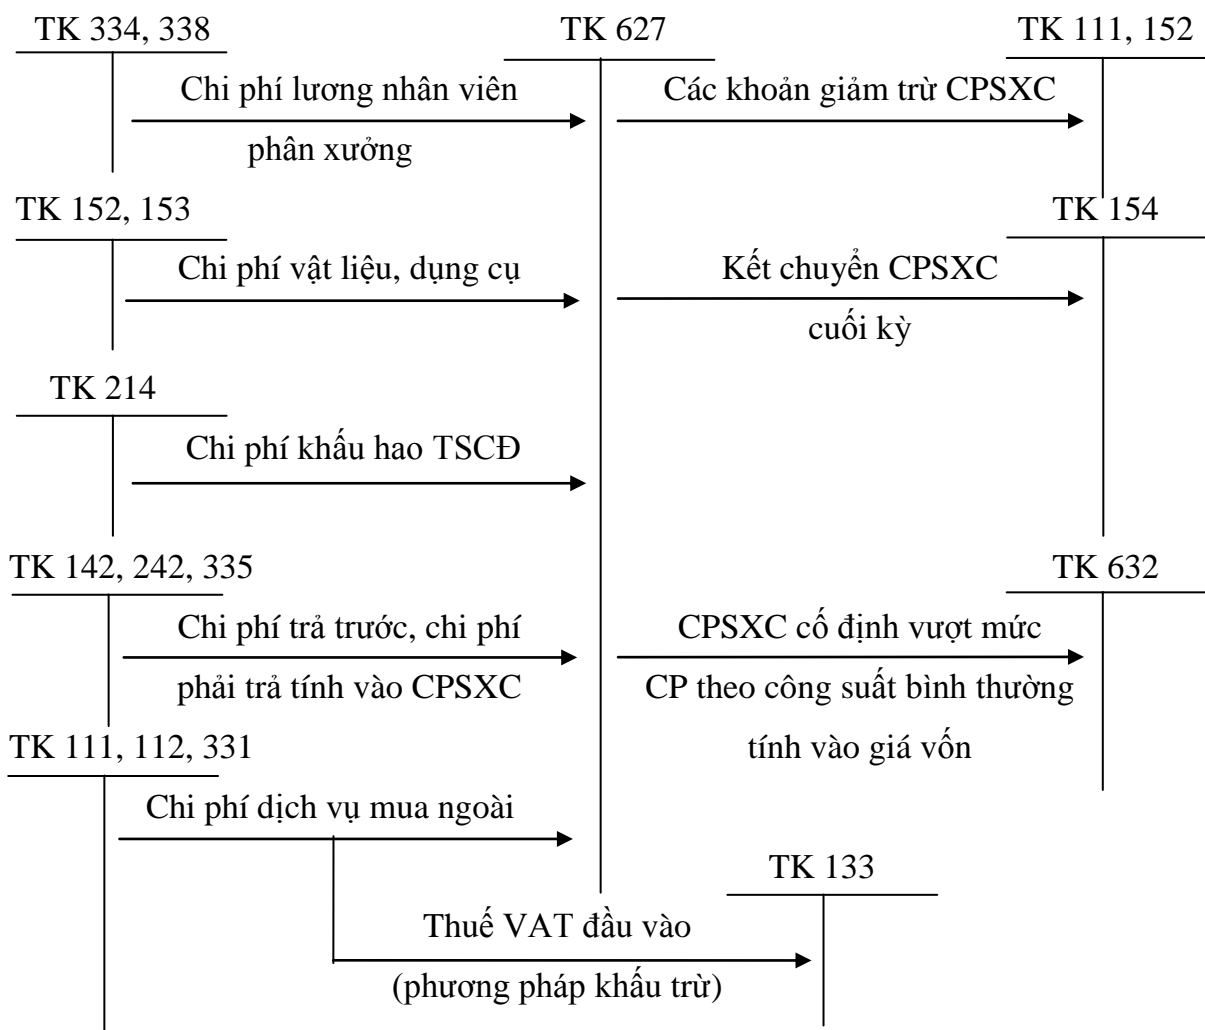 TK 334, 338
TK 627
TK 111, 152
Chi phí lương nhân viên
phân xưởng
Các khoản giảm trừ CPSXC
TK 152, 153
TK 154
Chi phí vật liệu, dụng cụ
Kết chuyển CPSXC
cuối kỳ
TK 214
Chi phí khấu hao TSCĐ
TK 142, 242, 335
TK 632
Chi phí trả trước, chi phí
phải trả tính vào CPSXC
CPSXC cố định vượt mức
CP theo công suất bình thường
tính vào giá vốn
TK 111, 112, 331
Chi phí dịch vụ mua ngoài
TK 133
Thuế VAT đầu vào
(phương pháp khấu trừ)